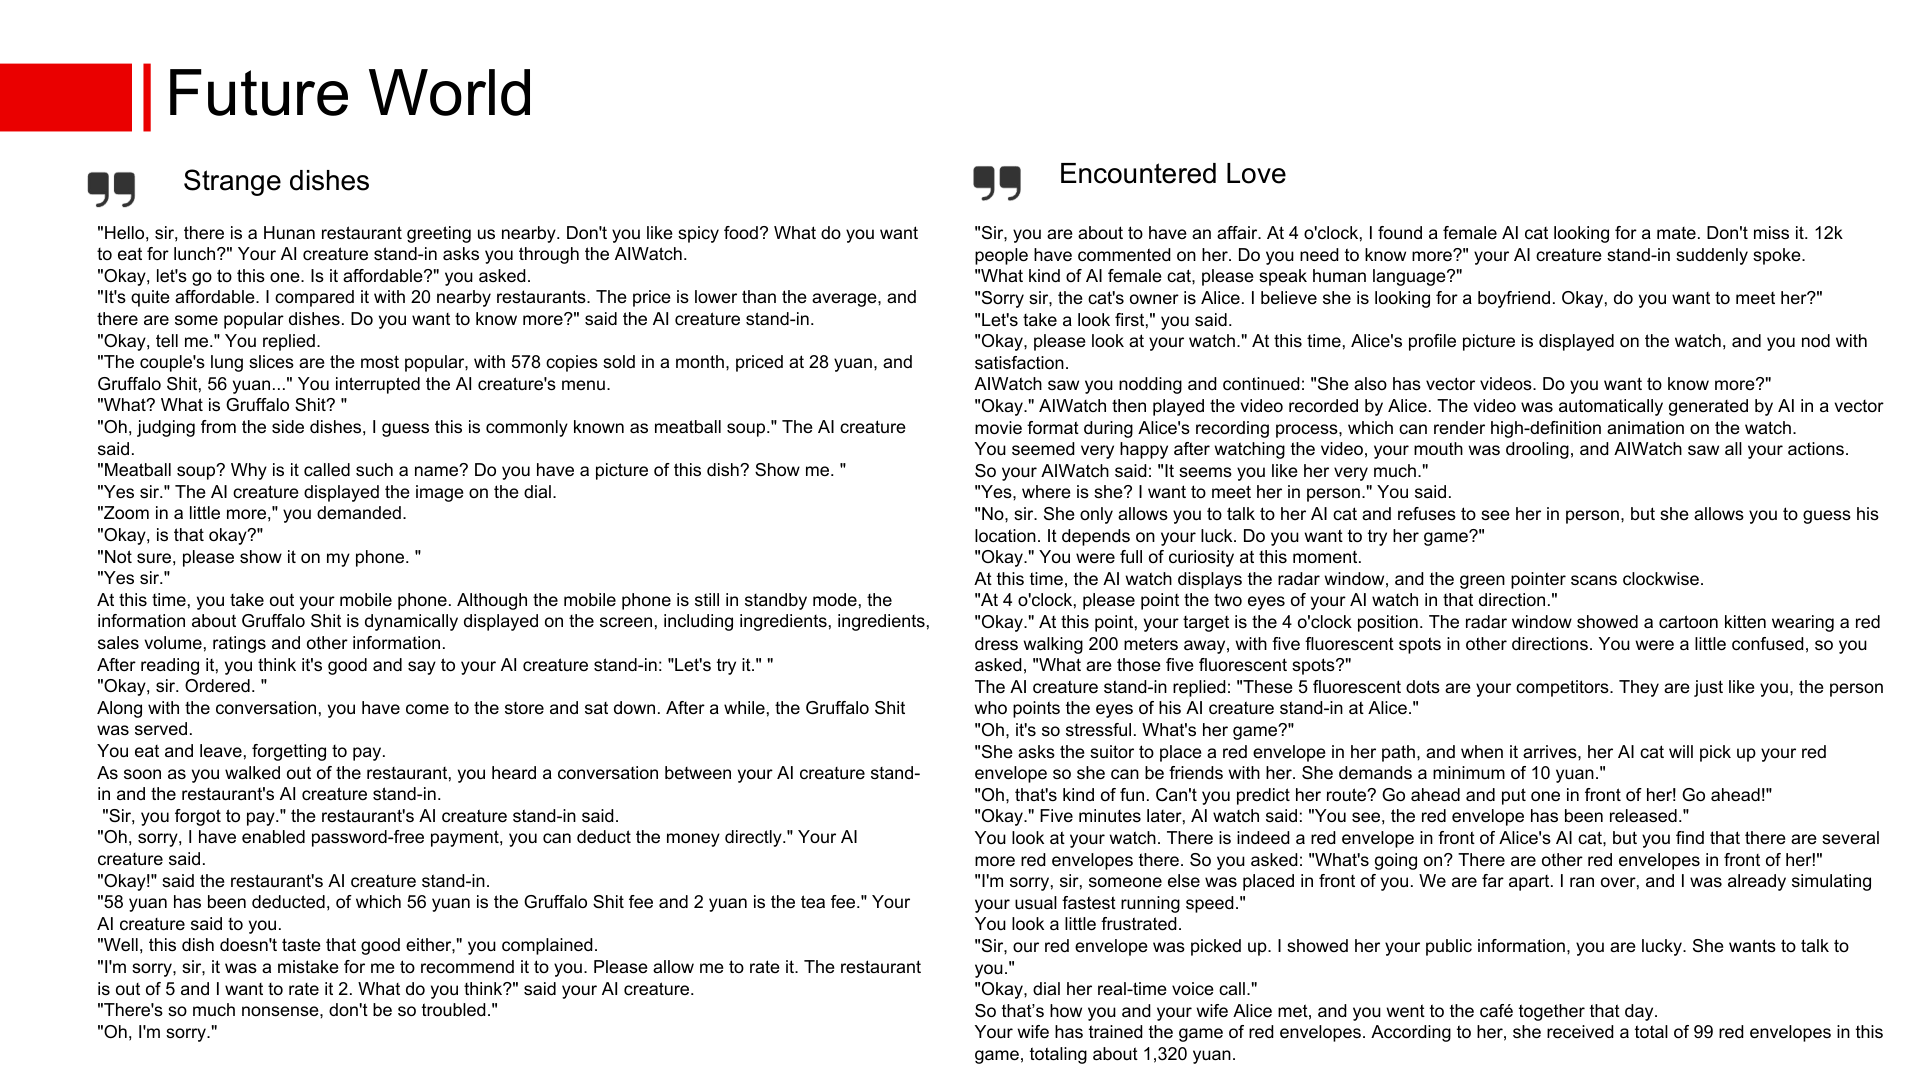 Future World
Strange dishes
"Hello, sir, there is a Hunan restaurant greeting us nearby. Don't you like spicy food? What do you want
to eat for lunch?" Your AI creature stand-in asks you through the AIWatch.
"Okay, let's go to this one. Is it affordable?" you asked.
"It's quite affordable. I compared it with 20 nearby restaurants. The price is lower than the average, and
there are some popular dishes. Do you want to know more?" said the AI creature stand-in.
"Okay, tell me." You replied.
"The couple's lung slices are the most popular, with 578 copies sold in a month, priced at 28 yuan, and
Gruffalo Shit, 56 yuan..." You interrupted the AI creature's menu.
"What? What is Gruffalo Shit? "
"Oh, judging from the side dishes, I guess this is commonly known as meatball soup." The AI creature
said.
"Meatball soup? Why is it called such a name? Do you have a picture of this dish? Show me. "
"Yes sir." The AI creature displayed the image on the dial.
"Zoom in a little more," you demanded.
"Okay, is that okay?"
"Not sure, please show it on my phone. "
"Yes sir."
At this time, you take out your mobile phone. Although the mobile phone is still in standby mode, the
information about Gruffalo Shit is dynamically displayed on the screen, including ingredients, ingredients,
sales volume, ratings and other information.
After reading it, you think it's good and say to your AI creature stand-in: "Let's try it." "
"Okay, sir. Ordered. "
Along with the conversation, you have come to the store and sat down. After a while, the Gruffalo Shit
was served.
You eat and leave, forgetting to pay.
As soon as you walked out of the restaurant, you heard a conversation between your AI creature stand-
in and the restaurant's AI creature stand-in.
"Sir, you forgot to pay." the restaurant's AI creature stand-in said.
"Oh, sorry, I have enabled password-free payment, you can deduct the money directly." Your AI
creature said.
"Okay!" said the restaurant's AI creature stand-in.
"58 yuan has been deducted, of which 56 yuan is the Gruffalo Shit fee and 2 yuan is the tea fee." Your
AI creature said to you.
"Well, this dish doesn't taste that good either," you complained.
"I'm sorry, sir, it was a mistake for me to recommend it to you. Please allow me to rate it. The restaurant
is out of 5 and I want to rate it 2. What do you think?" said your AI creature.
"There's so much nonsense, don't be so troubled."
"Oh, I'm sorry."
Encountered Love
"Sir, you are about to have an affair. At 4 o'clock, I found a female AI cat looking for a mate. Don't miss it. 12k
people have commented on her. Do you need to know more?" your AI creature stand-in suddenly spoke.
"What kind of AI female cat, please speak human language?"
"Sorry sir, the cat's owner is Alice. I believe she is looking for a boyfriend. Okay, do you want to meet her?"
"Let's take a look first," you said.
"Okay, please look at your watch." At this time, Alice's profile picture is displayed on the watch, and you nod with
satisfaction.
AIWatch saw you nodding and continued: "She also has vector videos. Do you want to know more?"
"Okay." AIWatch then played the video recorded by Alice. The video was automatically generated by AI in a vector
movie format during Alice's recording process, which can render high-definition animation on the watch.
You seemed very happy after watching the video, your mouth was drooling, and AIWatch saw all your actions.
So your AIWatch said: "It seems you like her very much."
"Yes, where is she? I want to meet her in person." You said.
"No, sir. She only allows you to talk to her AI cat and refuses to see her in person, but she allows you to guess his
location. It depends on your luck. Do you want to try her game?"
"Okay." You were full of curiosity at this moment.
At this time, the AI watch displays the radar window, and the green pointer scans clockwise.
"At 4 o'clock, please point the two eyes of your AI watch in that direction."
"Okay." At this point, your target is the 4 o'clock position. The radar window showed a cartoon kitten wearing a red
dress walking 200 meters away, with five fluorescent spots in other directions. You were a little confused, so you
asked, "What are those five fluorescent spots?"
The AI creature stand-in replied: "These 5 fluorescent dots are your competitors. They are just like you, the person
who points the eyes of his AI creature stand-in at Alice."
"Oh, it's so stressful. What's her game?"
"She asks the suitor to place a red envelope in her path, and when it arrives, her AI cat will pick up your red
envelope so she can be friends with her. She demands a minimum of 10 yuan."
"Oh, that's kind of fun. Can't you predict her route? Go ahead and put one in front of her! Go ahead!"
"Okay." Five minutes later, AI watch said: "You see, the red envelope has been released."
You look at your watch. There is indeed a red envelope in front of Alice's AI cat, but you find that there are several
more red envelopes there. So you asked: "What's going on? There are other red envelopes in front of her!"
"I'm sorry, sir, someone else was placed in front of you. We are far apart. I ran over, and I was already simulating
your usual fastest running speed."
You look a little frustrated.
"Sir, our red envelope was picked up. I showed her your public information, you are lucky. She wants to talk to
you."
"Okay, dial her real-time voice call."
So that’s how you and your wife Alice met, and you went to the café together that day.
Your wife has trained the game of red envelopes. According to her, she received a total of 99 red envelopes in this
game, totaling about 1,320 yuan.